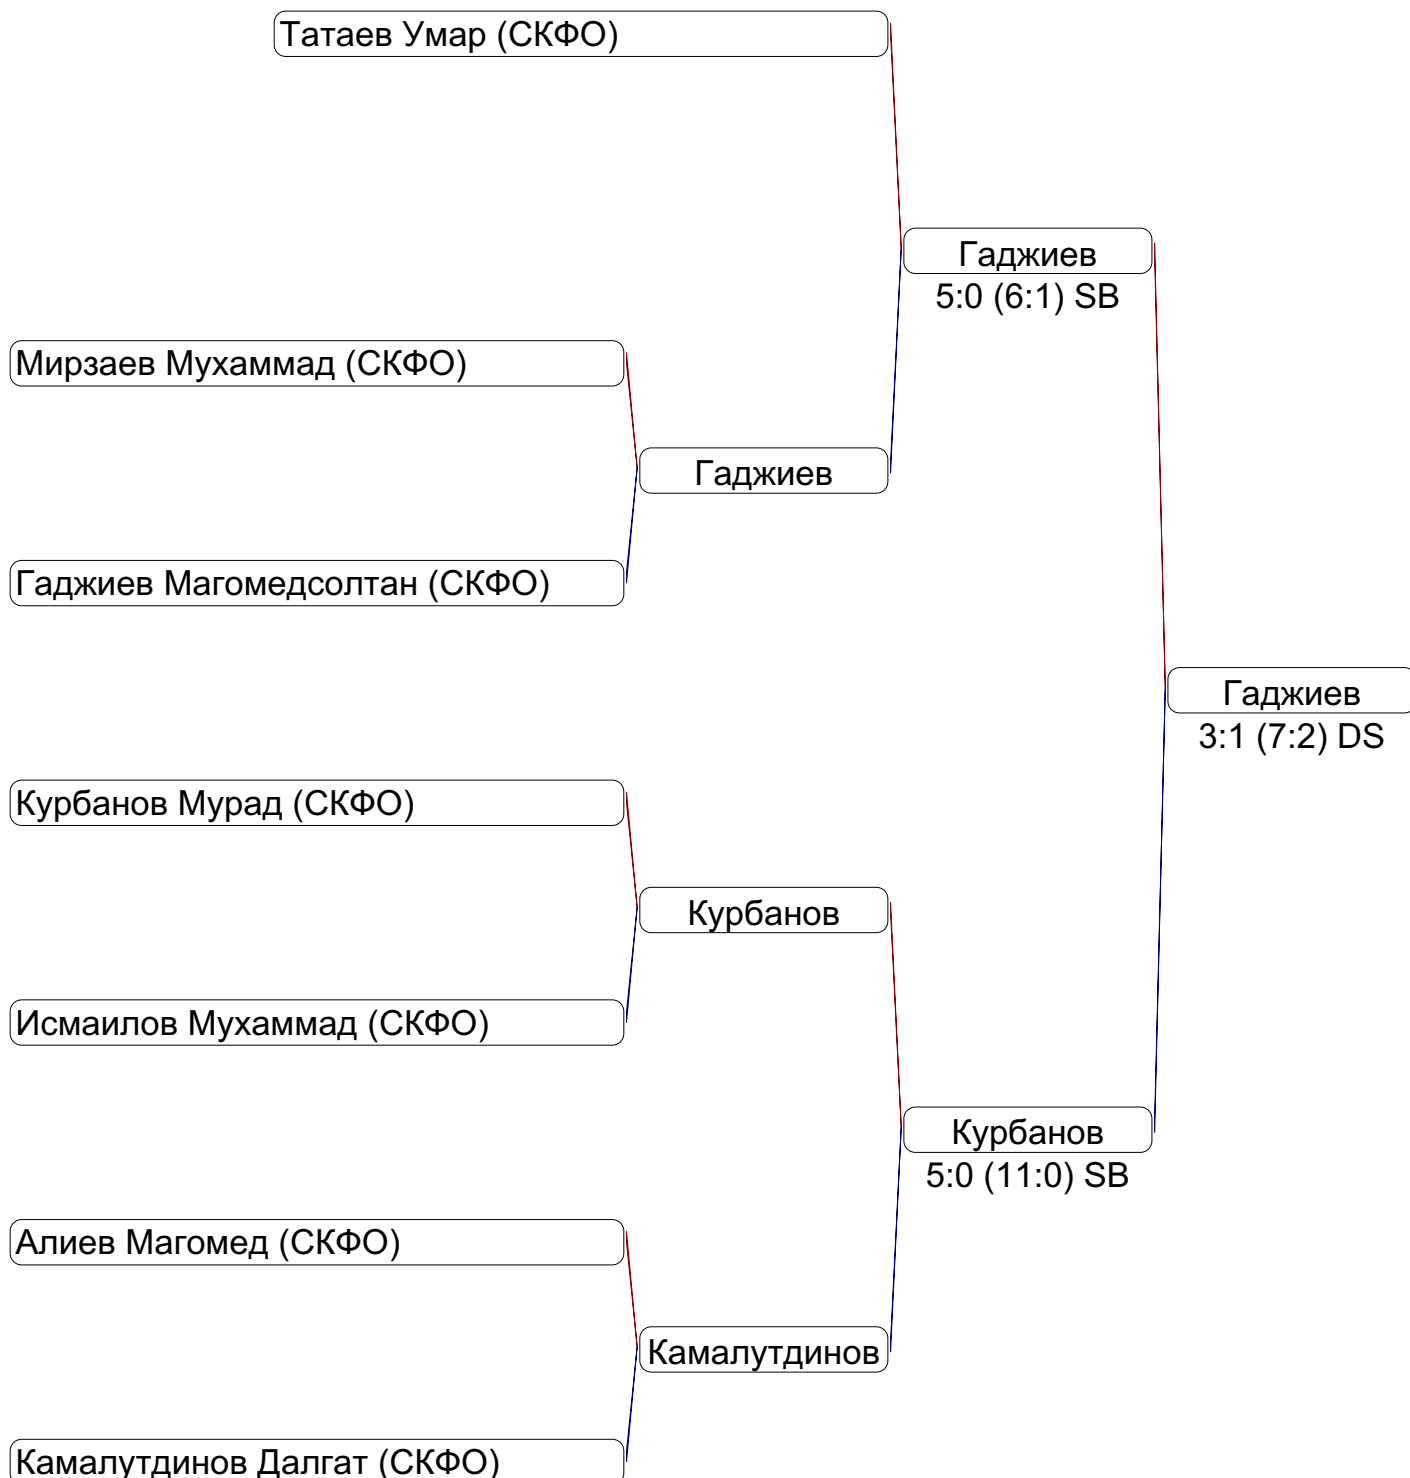 Татаев Умар (СКФО)
Гаджиев
5:0 (6:1) SB
Мирзаев Мухаммад (СКФО)
Гаджиев
Гаджиев Магомедсолтан (СКФО)
Гаджиев
3:1 (7:2) DS
Курбанов Мурад (СКФО)
Курбанов
Исмаилов Мухаммад (СКФО)
Курбанов
5:0 (11:0) SB
Алиев Магомед (СКФО)
Камалутдинов
Камалутдинов Далгат (СКФО)